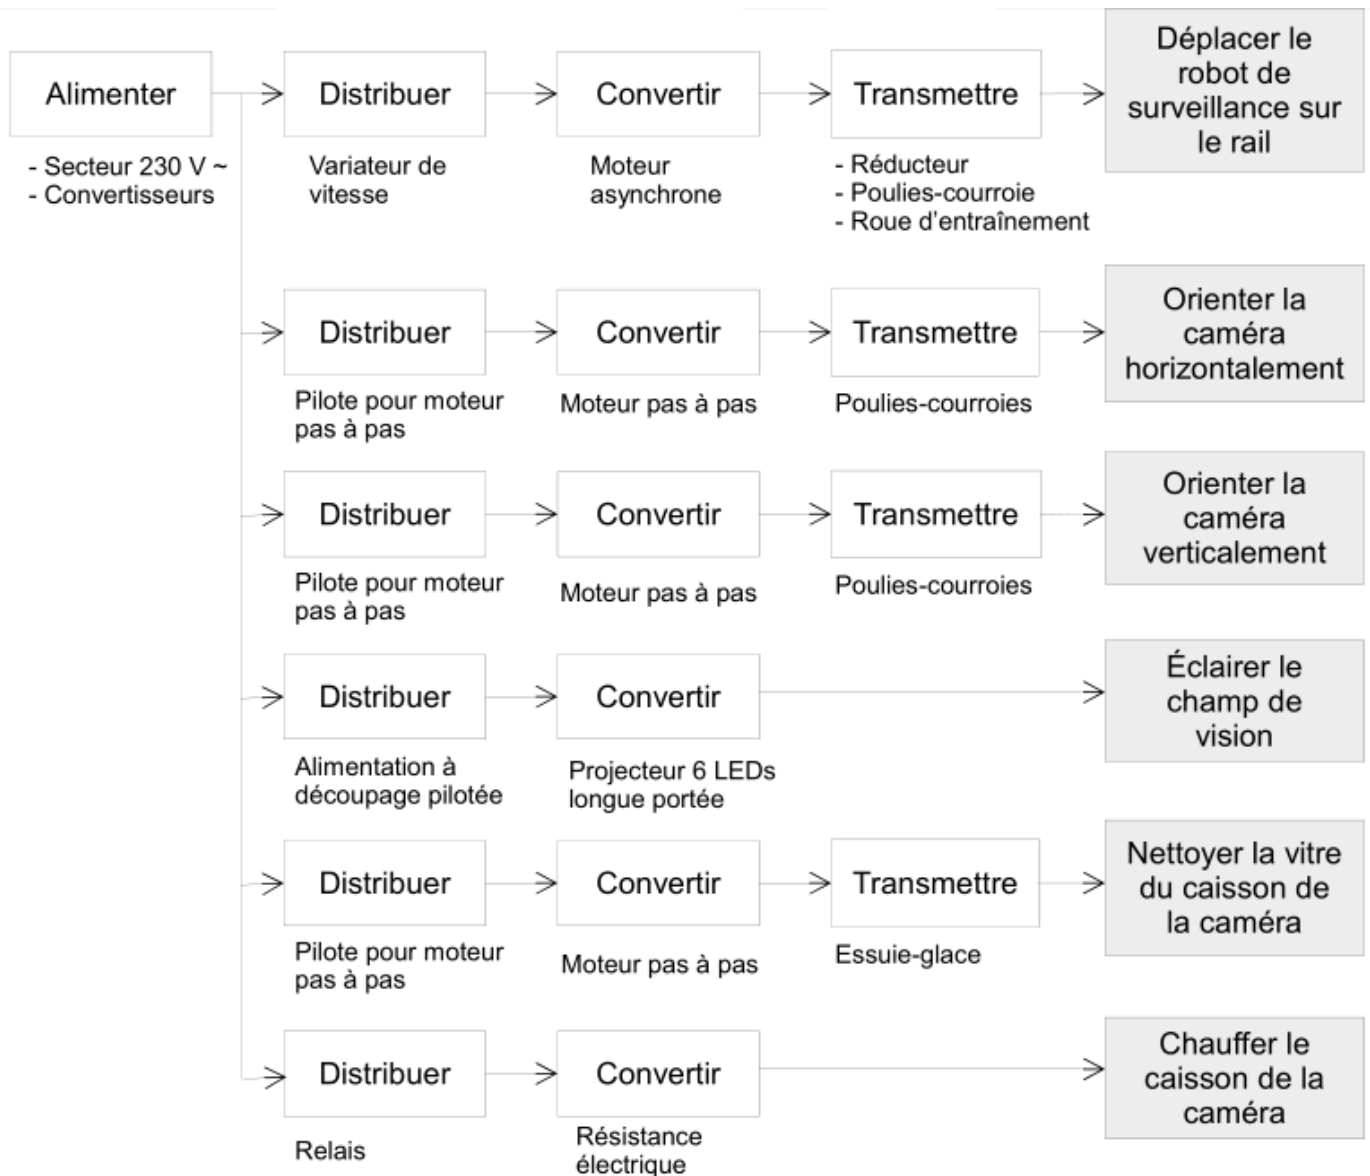 Alimenter
- Secteur 230 V ~
- Convertisseurs
Distribuer
Variateur de
vitesse
Convertir
Moteur
asynchrone
Transmettre
- Réducteur
- Poulies-courroie
- Roue d’entraînement
Déplacer le
robot de
surveillance sur
le rail
Distribuer
Pilote pour moteur
pas à pas
Convertir
Moteur pas à pas
Transmettre
Poulies-courroies
Orienter la
caméra
horizontalement
Distribuer
Pilote pour moteur
pas à pas
Convertir
Moteur pas à pas
Transmettre
Poulies-courroies
Orienter la
caméra
verticalement
Distribuer
Alimentation à
découpage pilotée
Convertir
Projecteur 6 LEDs
longue portée
Éclairer le
champ de
vision
Distribuer
Pilote pour moteur
pas à pas
Convertir
Moteur pas à pas
Transmettre
Essuie-glace
Nettoyer la vitre
du caisson de
la caméra
Distribuer
Relais
Convertir
Résistance
électrique
Chauffer le
caisson de la
caméra